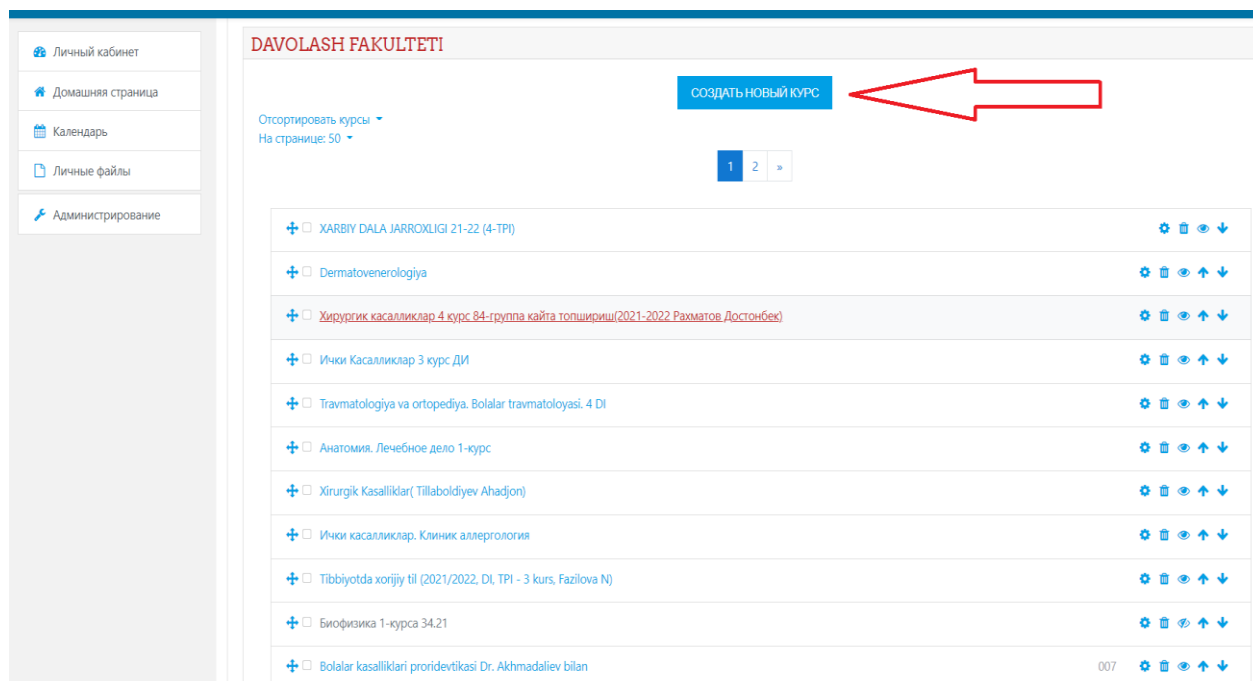 Личный кабинет
Домашняя страница
Календарь
Личные файлы
Администрирование
DAVOLASH FAKULTETI
СОЗДАТЬ НОВЫЙ КУРС
Отсортировать курсы
На странице: 50
1 2 »
XARBIY DALA JARROXLIGI 21-22 (4-TPI)
Dermatovenerologiya
Хирургик касалликлар 4 курс 84-группа кайта топшириш(2021-2022 Рахматов Достонбек)
Ички Касалликлар 3 курс ДИ
Travmatologiya va ortopediya. Bolalar travmatoloyasi. 4 DI
Анатомия. Лечебное дело 1-курс
Xirurgik Kasalliklar( Tillaboldiyev Ahadjon)
Ички касалликлар. Клиник аллергология
Tibbiyotda xorijiy til (2021/2022, DI, TPI - 3 kurs, Fazilova N)
Биофизика 1-курса 34.21
Bolalar kasalliklari proridevtikasi Dr. Akhmadaliev bilan 007